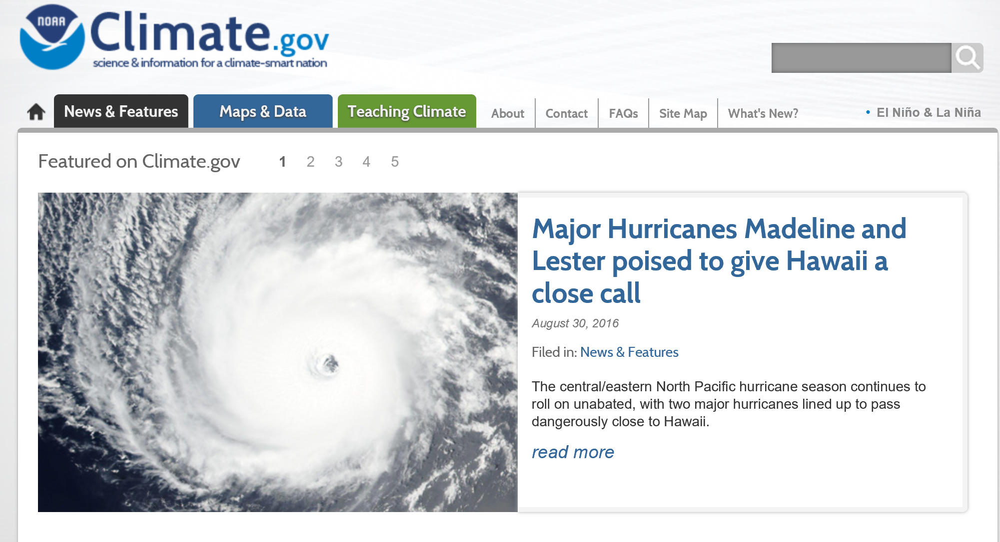 NOAA
Climate.gov
science & information for a climate-smart nation
News & Features
Maps & Data
Teaching Climate
About
Contact
FAQs
Site Map
What's New?
• El Niño & La Niña
Featured on Climate.gov
1 2 3 4 5
Major Hurricanes Madeline and
Lester poised to give Hawaii a
close call
August 30, 2016
Filed in: News & Features
The central/eastern North Pacific hurricane season continues to
roll on unabated, with two major hurricanes lined up to pass
dangerously close to Hawaii.
read more